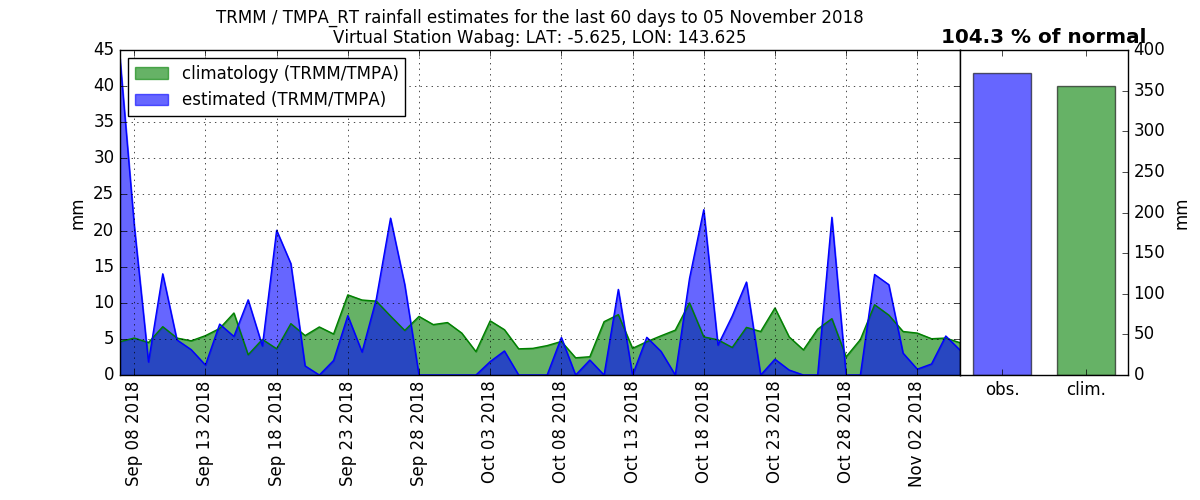 TRMM / TMPA_RT rainfall estimates for the last 60 days to 05 November 2018
Virtual Station Wabag: LAT: -5.625, LON: 143.625
104.3 % of normal
climatology (TRMM/TMPA)
estimated (TRMM/TMPA)
mm
45
40
35
30
25
20
15
10
5
0
Sep 08 2018
Sep 13 2018
Sep 18 2018
Sep 23 2018
Sep 28 2018
Oct 03 2018
Oct 08 2018
Oct 13 2018
Oct 18 2018
Oct 23 2018
Oct 28 2018
Nov 02 2018
obs.
clim.
400
350
300
250
200
150
100
50
0
mm